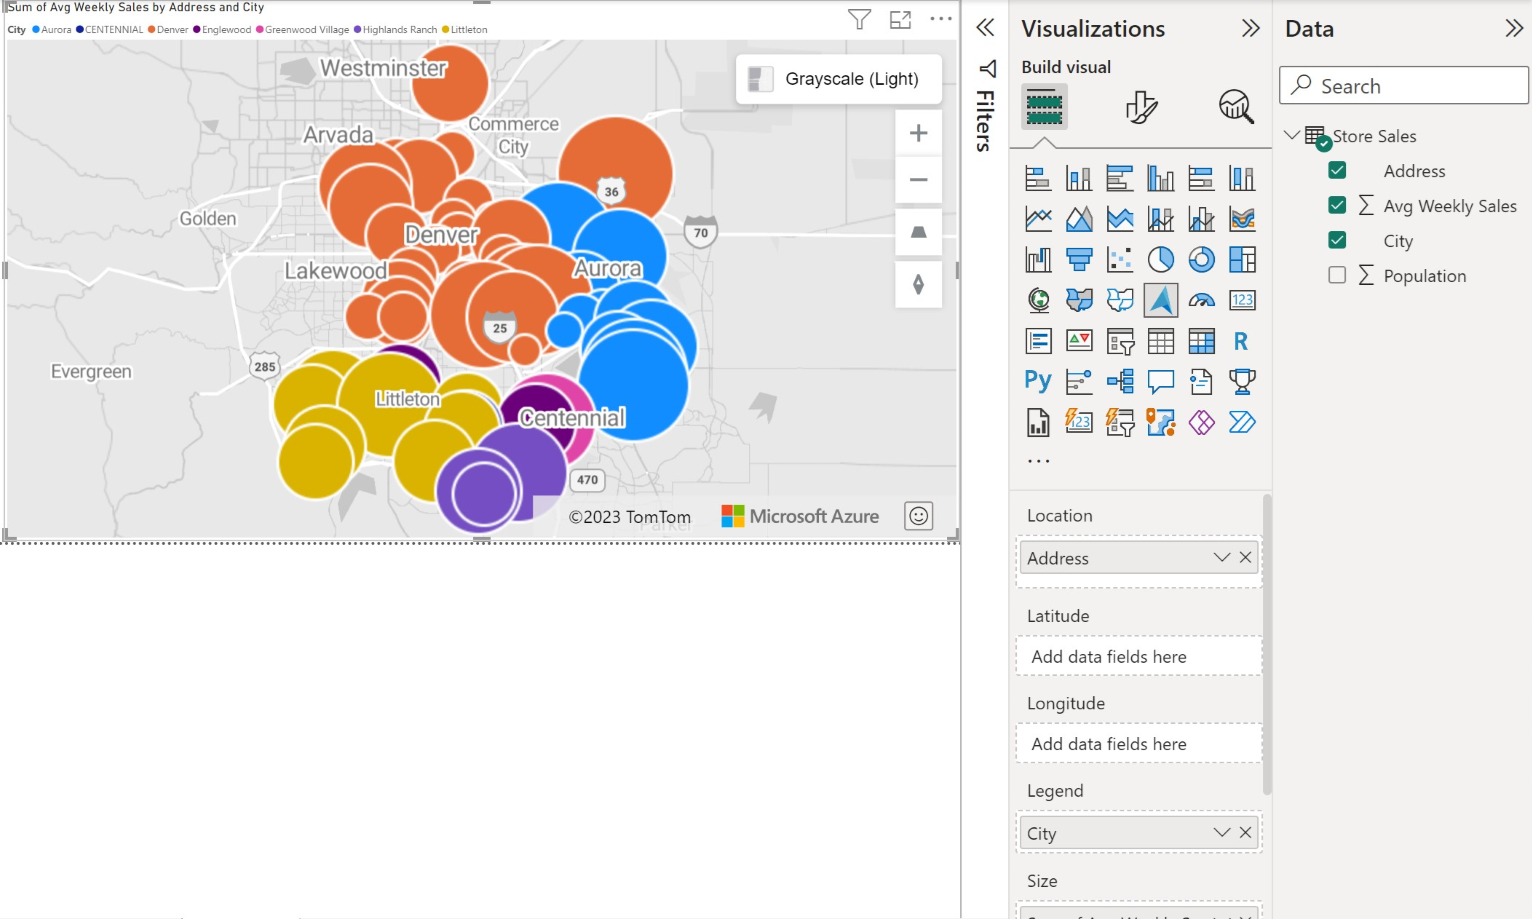 Sum of Avg Weekly Sales by Address and City
City Aurora CENTENNIAL Denver Englewood Greenwood Village Highlands Ranch Littleton
Westminster
Grayscale (Light)
Arvada
Commerce
City
36
Golden
70
Denver
Lakewood
Aurora
25
Evergreen
285
Littleton
Centennial
470
©2023 TomTom
Microsoft Azure
Parker
Filters
Visualizations
Build visual
123
R
Py
123
Location
Address
Latitude
Add data fields here
Longitude
Add data fields here
Legend
City
Size
Data
Search
Store Sales
Address
Avg Weekly Sales
City
Population